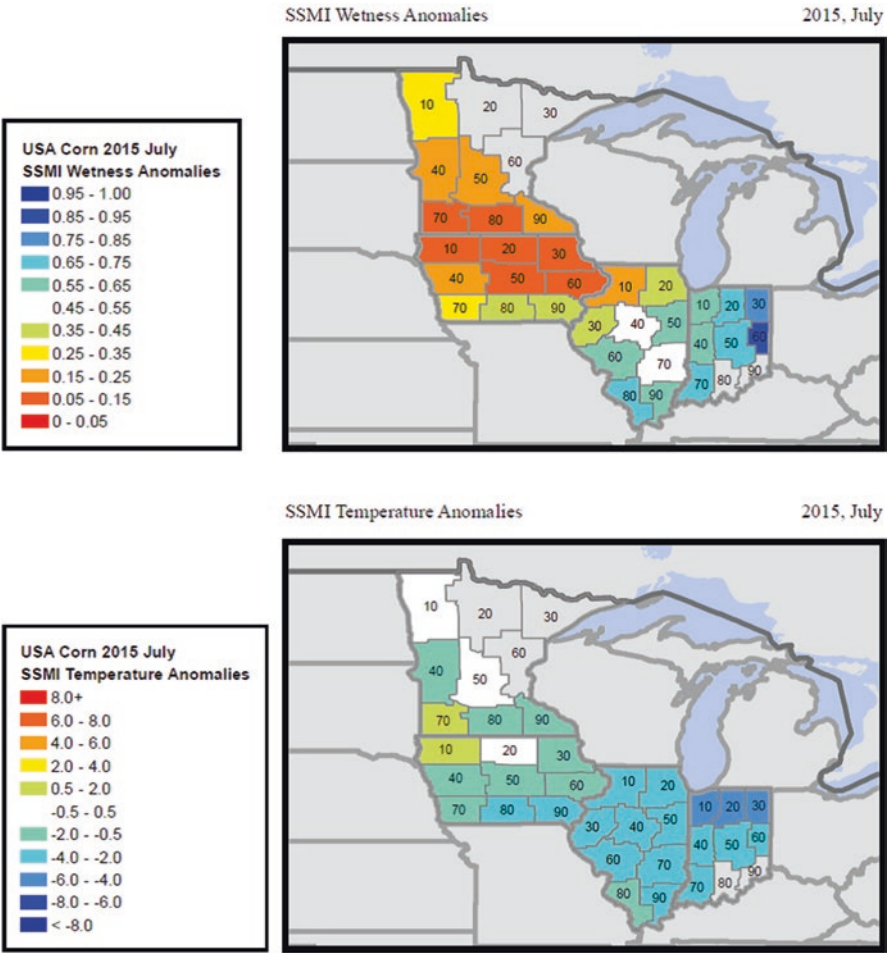 SSMI Wetness Anomalies 2015, July
USA Corn 2015 July
SSMI Wetness Anomalies
0.95 - 1.00
0.85 - 0.95
0.75 - 0.85
0.65 - 0.75
0.55 - 0.65
0.45 - 0.55
0.35 - 0.45
0.25 - 0.35
0.15 - 0.25
0.05 - 0.15
0 - 0.05
10 20 30
60
40 50
70 80 90
10 20 30
40 50 60 10 20
70 80 90 10 20 30
30 40 50
60 40 50 60
70 90
80 90 70 80
SSMI Temperature Anomalies 2015, July
USA Corn 2015 July
SSMI Temperature Anomalies
8.0+
6.0 - 8.0
4.0 - 6.0
2.0 - 4.0
0.5 - 2.0
-0.5 - 0.5
-2.0 - -0.5
-4.0 - -2.0
-6.0 - -4.0
-8.0 - -6.0
< -8.0
10 20 30
60
40 50
70 80 90
10 20 30
40 50 60 10 20
70 80 90 10 20 30
30 40 50
60 70 40 50 60
90
80 90 70 80